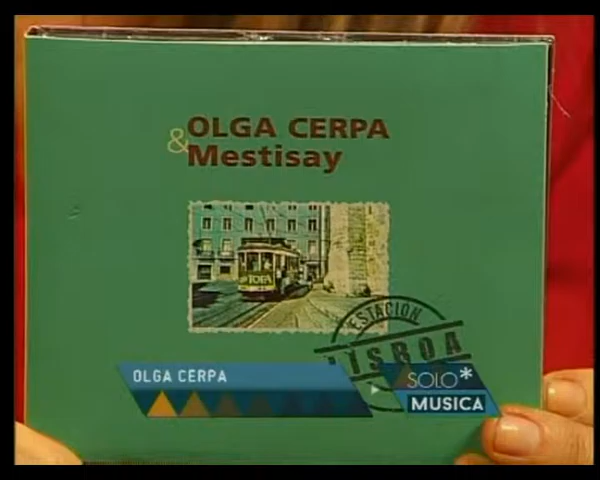 OLGA CERPA
& Mestisay
ESTACION
LISBOA
OLGA CERPA
SOLO*
MUSICA